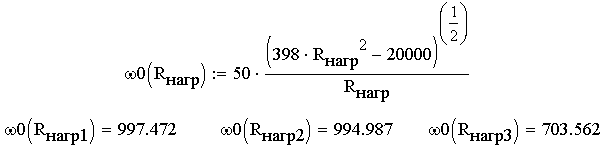 ω0(Rнагр) := 50 · (398 · Rнагр² − 20000)^(1/2) / Rнагр
ω0(Rнагр1) = 997.472 ω0(Rнагр2) = 994.987 ω0(Rнагр3) = 703.562